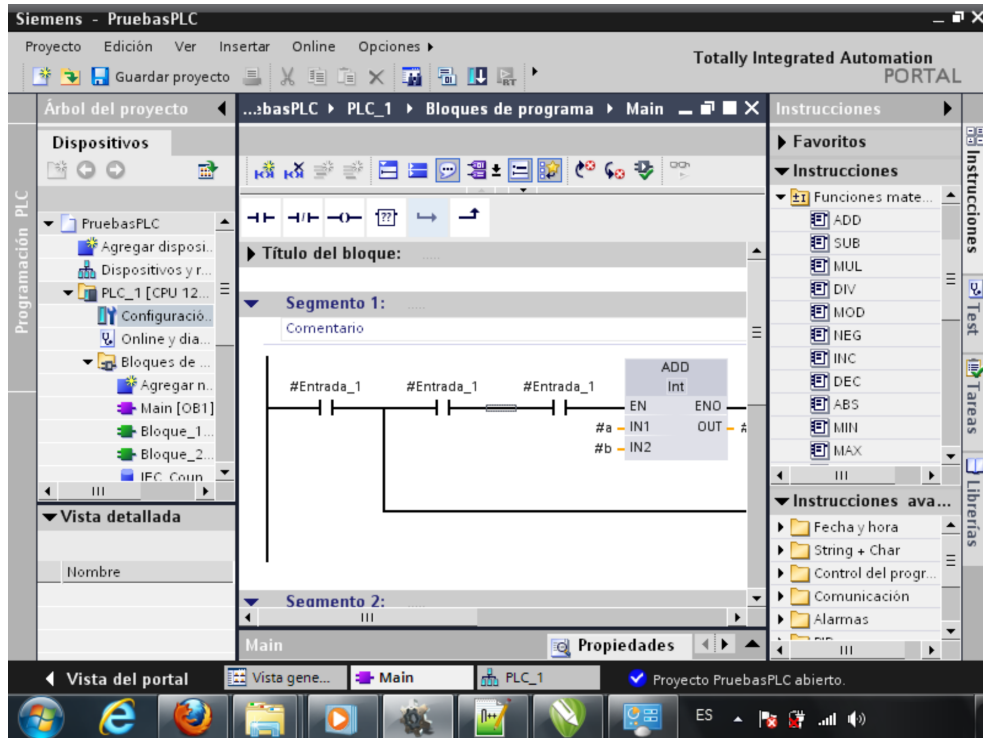 Siemens - PruebasPLC
Proyecto Edición Ver Insertar Online Opciones
Totally Integrated Automation
PORTAL
Guardar proyecto
Árbol del proyecto
...ebasPLC PLC_1 Bloques de programa Main
Instrucciones
Dispositivos
Programación PLC
PruebasPLC
Agregar disposi..
Dispositivos y r...
PLC_1 [CPU 12...
Configuració..
Online y dia...
Bloques de ...
Agregar n..
Main [OB1]
Bloque_1...
Bloque_2...
IEC_Coun
Vista detallada
Nombre
??
Título del bloque: .....
Segmento 1: .....
Comentario
#Entrada_1 #Entrada_1 #Entrada_1
ADD
Int
EN ENO
#a IN1 OUT #
#b IN2
Segmento 2: .....
Main
Propiedades
Favoritos
Instrucciones
Funciones mate...
ADD
SUB
MUL
DIV
MOD
NEG
INC
DEC
ABS
MIN
MAX
Instrucciones ava...
Fecha y hora
String + Char
Control del progr...
Comunicación
Alarmas
Instrucciones
Test
Tareas
Librerías
Vista del portal
Vista gene...
Main
PLC_1
Proyecto PruebasPLC abierto.
ES